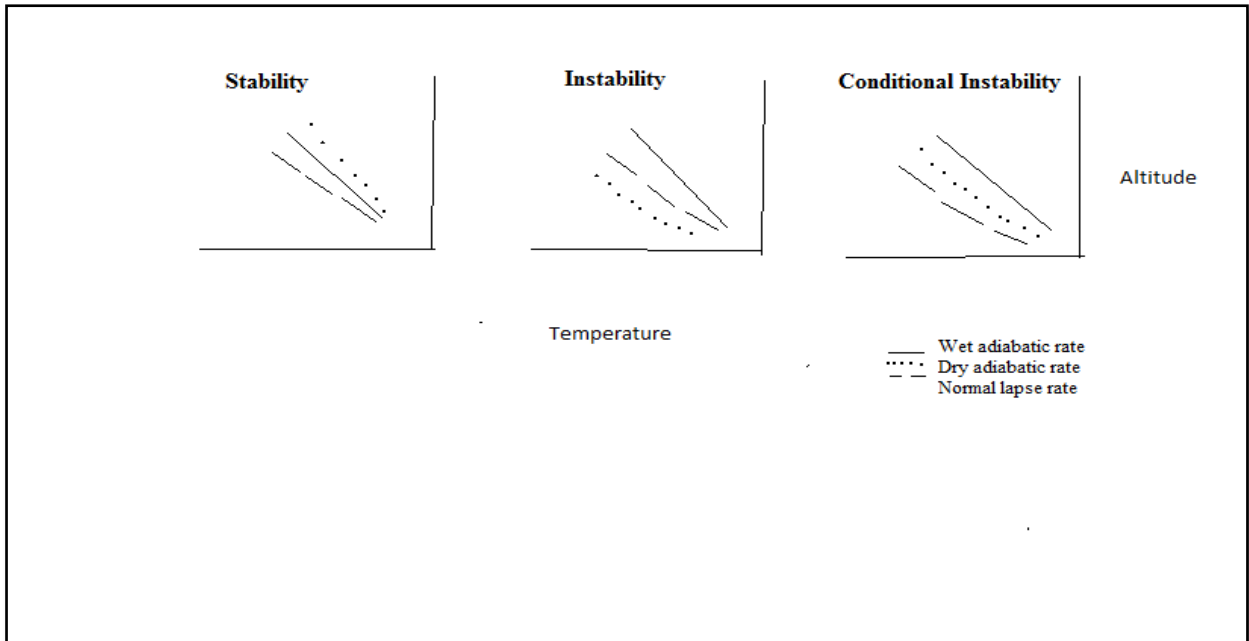 Stability
Instability
Conditional Instability
Altitude
Temperature
Wet adiabatic rate
Dry adiabatic rate
Normal lapse rate